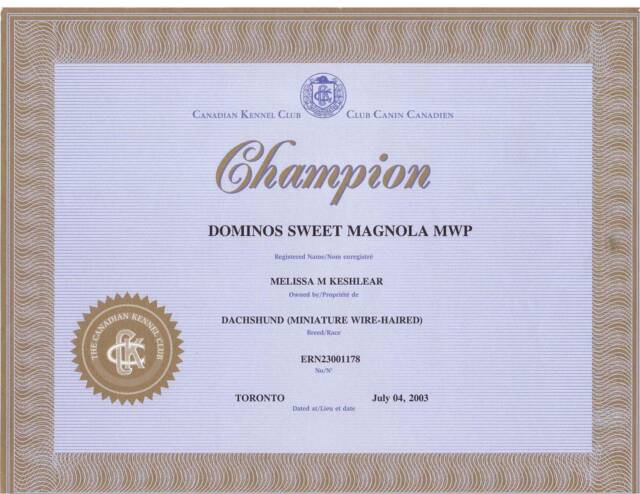 CANADIAN KENNEL CLUB CLUB CANIN CANADIEN
Champion
DOMINOS SWEET MAGNOLA MWP
Registered Name/Nom enregistré
MELISSA M KESHLEAR
Owned by/Propriété de
DACHSHUND (MINIATURE WIRE-HAIRED)
Breed/Race
ERN23001178
No/Nº
TORONTO July 04, 2003
Dated at/Lieu et date
THE CANADIAN KENNEL CLUB
CKC